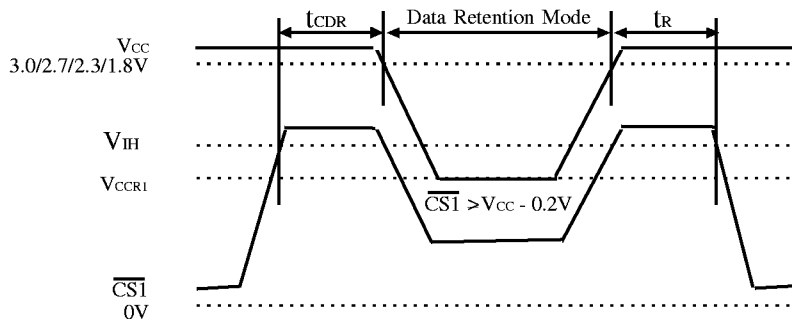 tCDR
Data Retention Mode
tR
VCC
3.0/2.7/2.3/1.8V
VIH
VCCR1
CS1 > VCC - 0.2V
CS1
0V